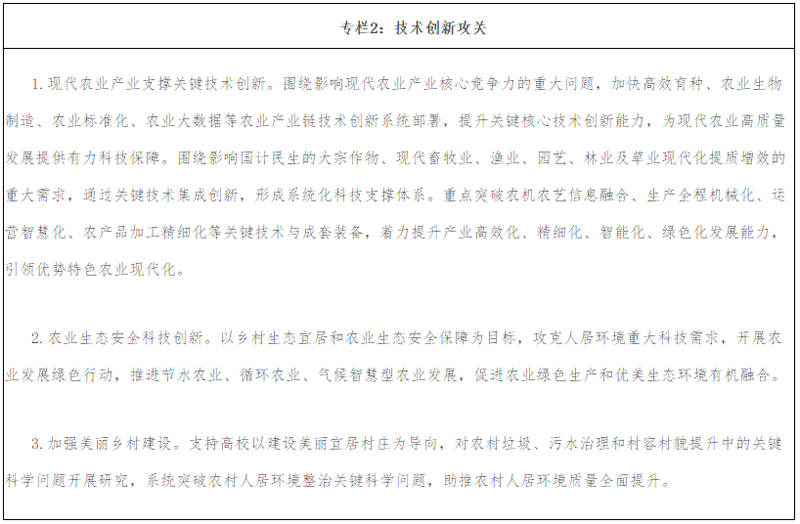 专栏2：技术创新攻关
1.现代农业产业支撑关键技术创新。围绕影响现代农业产业核心竞争力的重大问题，加快高效育种、农业生物
制造、农业标准化、农业大数据等农业产业链技术创新系统部署，提升关键核心技术创新能力，为现代农业高质量
发展提供有力科技保障。围绕影响国计民生的大宗作物、现代畜牧业、渔业、园艺、林业及草业现代化提质增效的
重大需求，通过关键技术集成创新，形成系统化科技支撑体系。重点突破农机农艺信息融合、生产全程机械化、运
营智慧化、农产品加工精细化等关键技术与成套装备，着力提升产业高效化、精细化、智能化、绿色化发展能力，
引领优势特色农业现代化。
2.农业生态安全科技创新。以乡村生态宜居和农业生态安全保障为目标，攻克人居环境重大科技需求，开展农
业发展绿色行动，推进节水农业、循环农业、气候智慧型农业发展，促进农业绿色生产和优美生态环境有机融合。
3.加强美丽乡村建设。支持高校以建设美丽宜居村庄为导向，对农村垃圾、污水治理和村容村貌提升中的关键
科学问题开展研究，系统突破农村人居环境整治关键科学问题，助推农村人居环境质量全面提升。